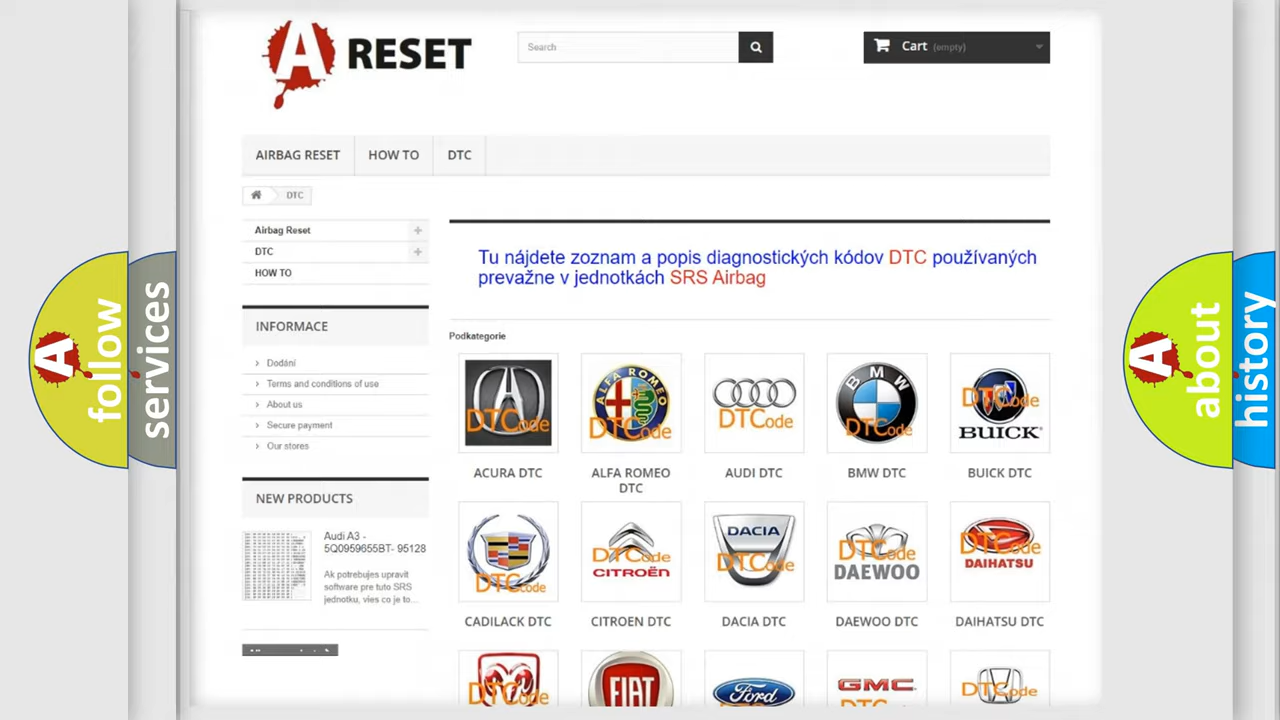 A RESET
Search
Cart (empty)
AIRBAG RESET
HOW TO
DTC
DTC
Airbag Reset
DTC
HOW TO
INFORMACE
Dodání
Terms and conditions of use
About us
Secure payment
Our stores
NEW PRODUCTS
Audi A3 -
5Q0959655BT- 95128
Ak potrebujes upravit
software pre tuto SRS
jednotku, vies co je to...
Tu nájdete zoznam a popis diagnostických kódov DTC používaných
prevažne v jednotkách SRS Airbag
Podkategorie
DTCode
ALFA ROMEO
DTCode
DTCode
BMW
DTCode
DTCode
BUICK
ACURA DTC
ALFA ROMEO
DTC
AUDI DTC
BMW DTC
BUICK DTC
DTCode
DTCode
CITROËN
DACIA
DTCode
DTCode
DAEWOO
DTCode
DAIHATSU
CADILACK DTC
CITROEN DTC
DACIA DTC
DAEWOO DTC
DAIHATSU DTC
DTCode
FIAT
Ford
GMC
DTCode
A follow
services
A about
history